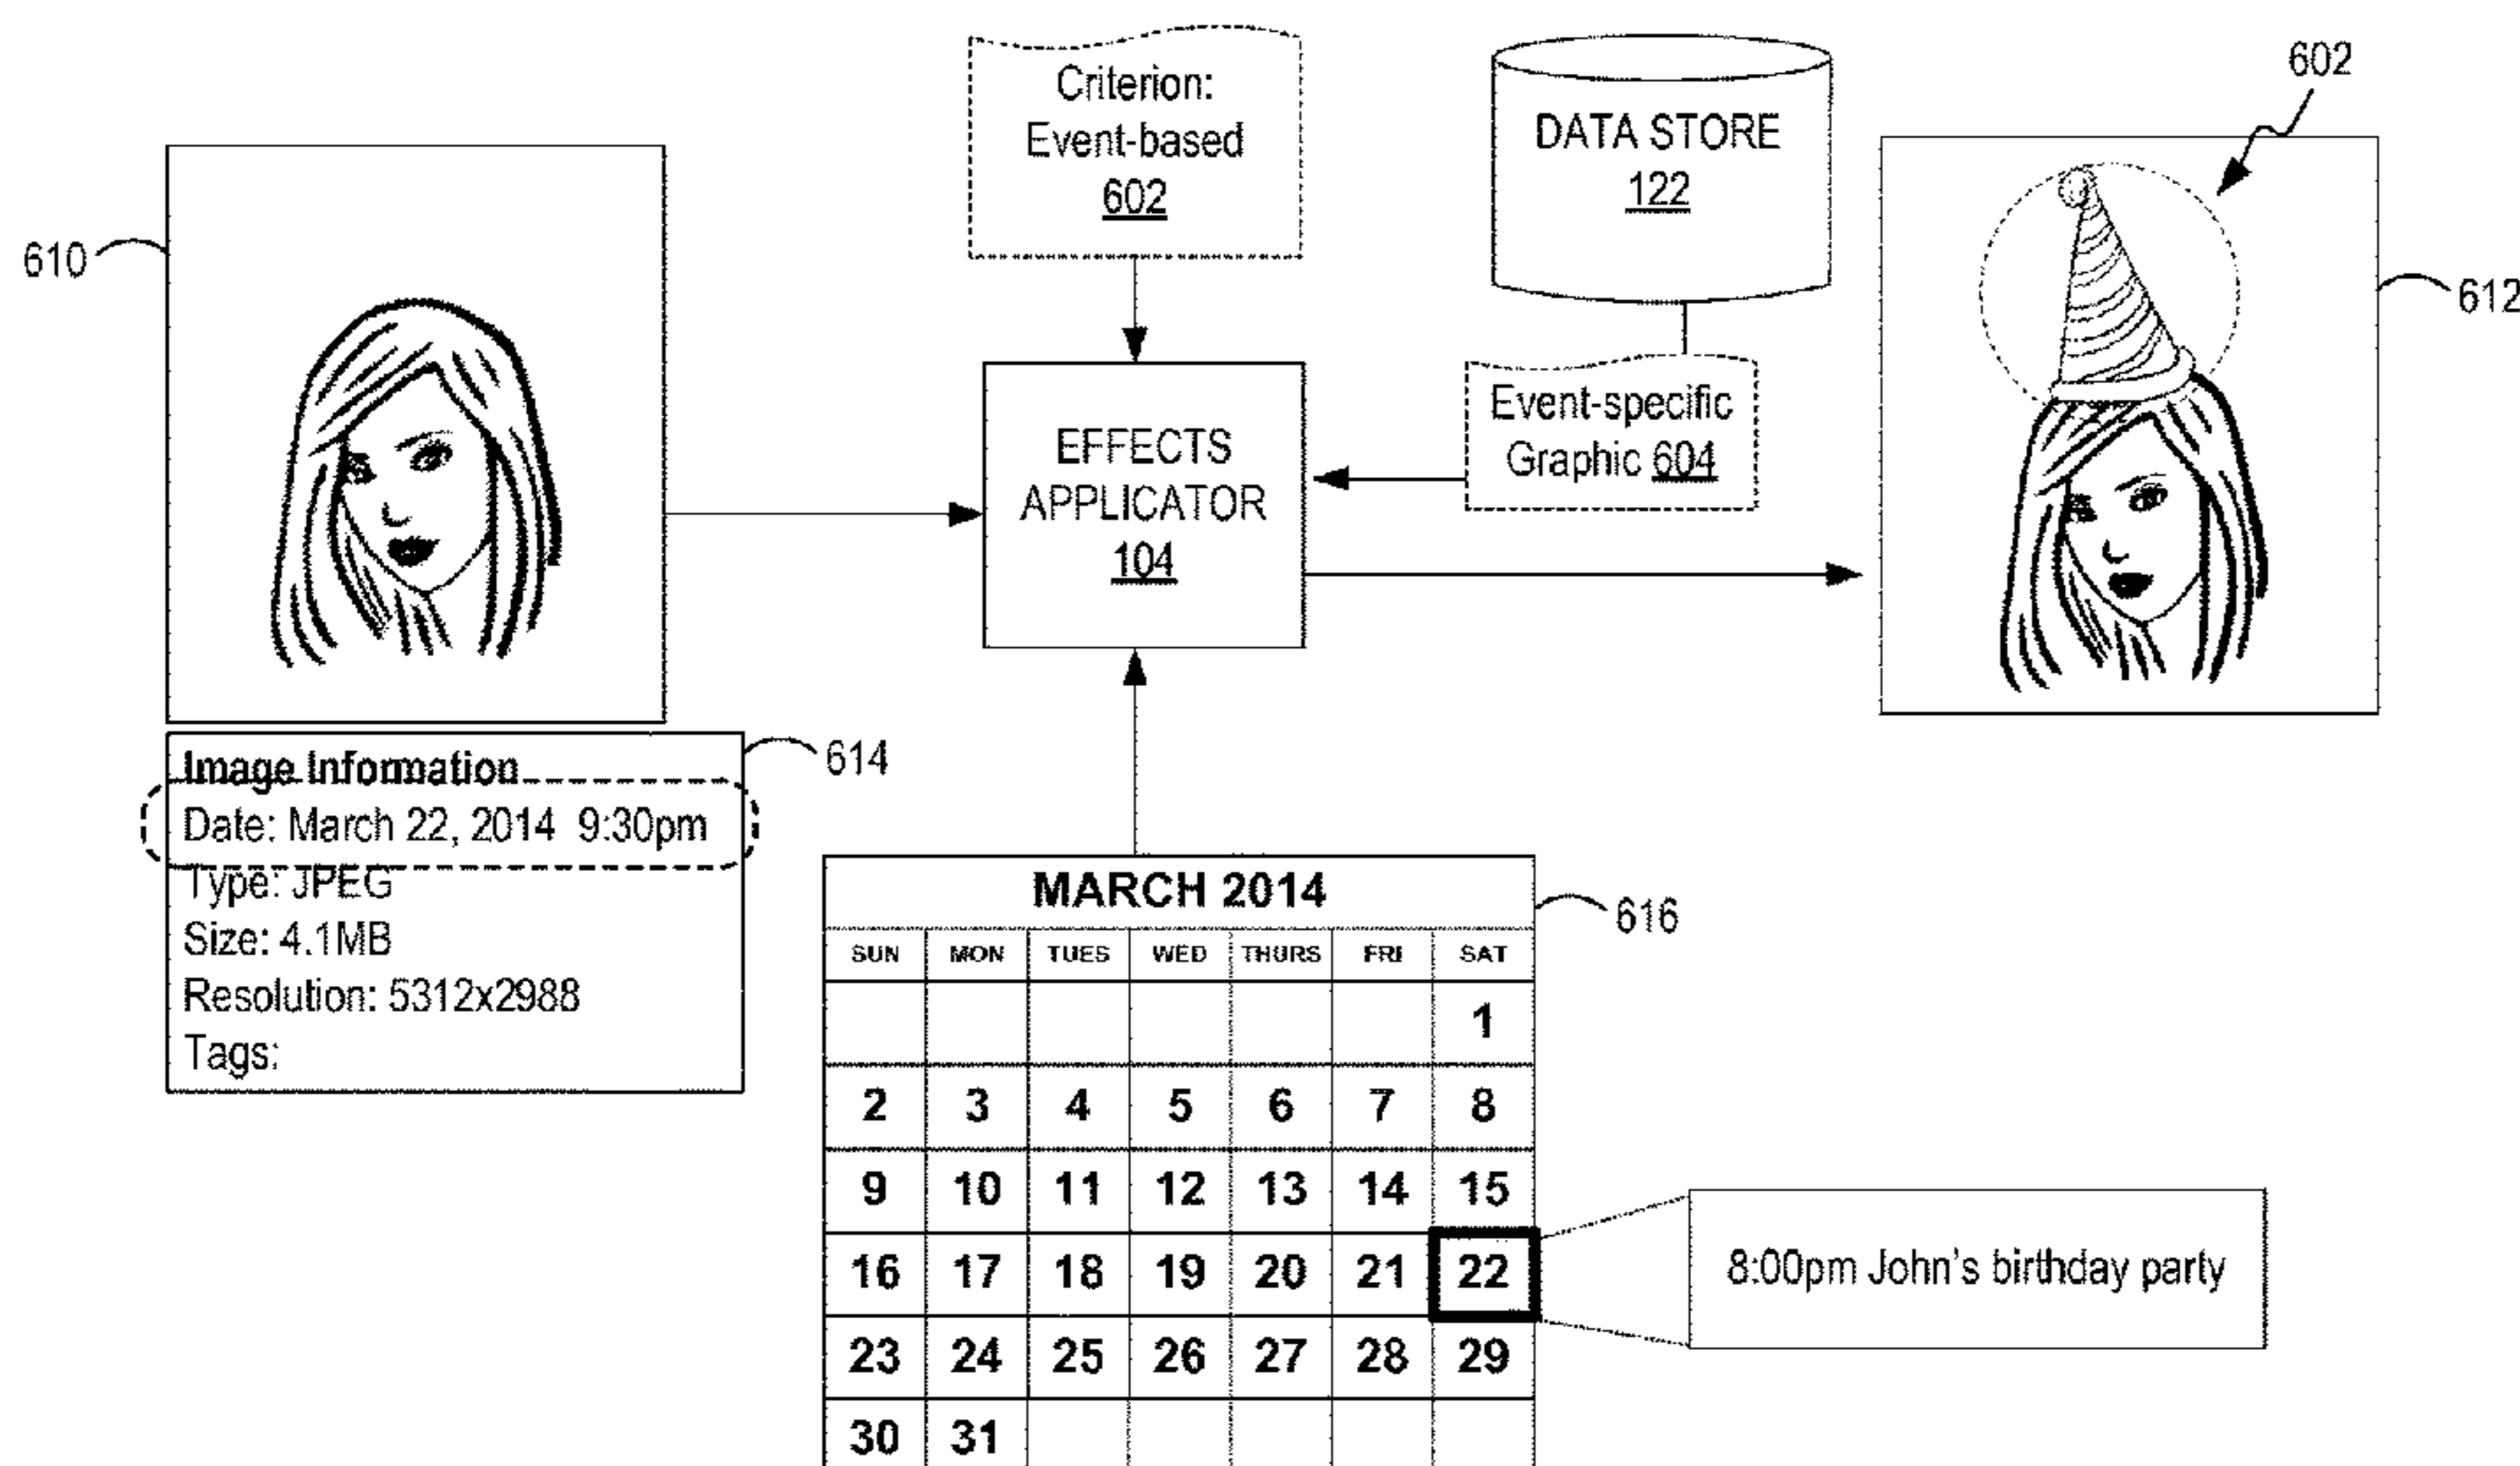 Criterion:
Event-based
602
DATA STORE
122
602
610
612
EFFECTS
APPLICATOR
104
Event-specific
Graphic 604
614
Image Information
Date: March 22, 2014 9:30pm
Type: JPEG
Size: 4.1MB
Resolution: 5312x2988
Tags:
616
MARCH 2014
SUN MON TUES WED THURS FRI SAT
1
2 3 4 5 6 7 8
9 10 11 12 13 14 15
16 17 18 19 20 21 22
23 24 25 26 27 28 29
30 31
8:00pm John's birthday party